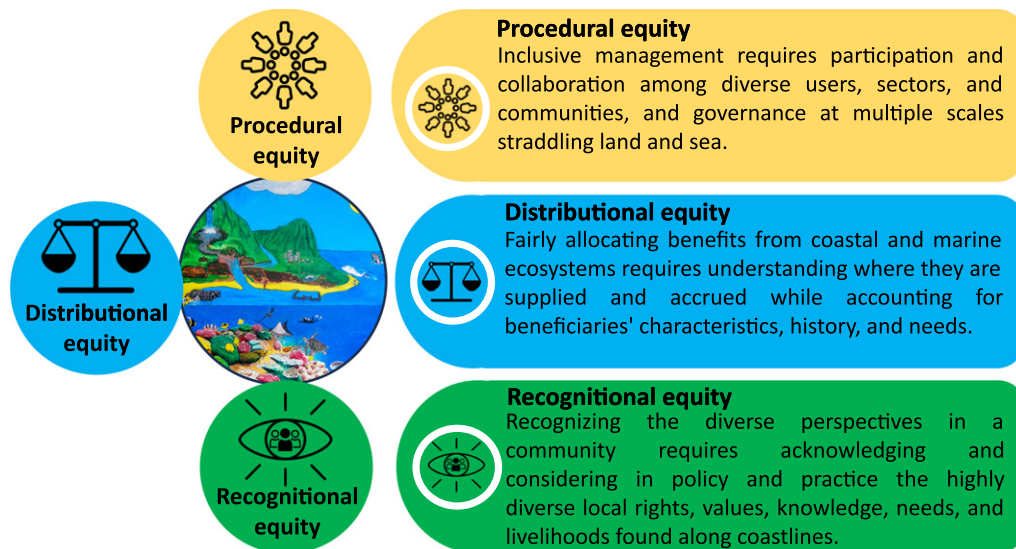 Procedural
equity
Distributional
equity
Recognitional
equity
Procedural equity
Inclusive management requires participation and
collaboration among diverse users, sectors, and
communities, and governance at multiple scales
straddling land and sea.
Distributional equity
Fairly allocating benefits from coastal and marine
ecosystems requires understanding where they are
supplied and accrued while accounting for
beneficiaries' characteristics, history, and needs.
Recognitional equity
Recognizing the diverse perspectives in a
community requires acknowledging and
considering in policy and practice the highly
diverse local rights, values, knowledge, needs, and
livelihoods found along coastlines.